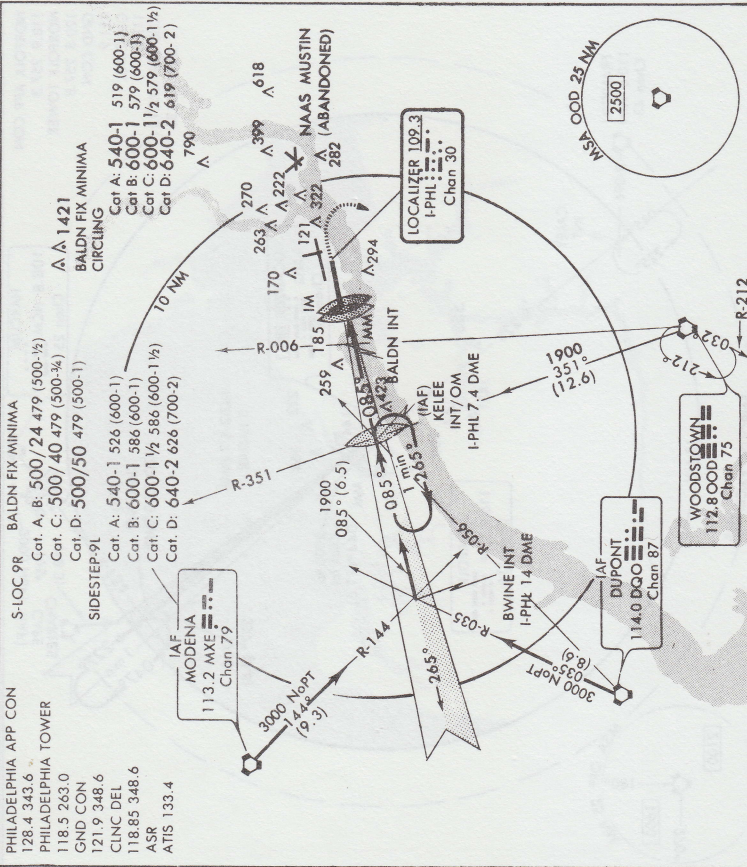 PHILADELPHIA APP CON
128.4 343.6
PHILADELPHIA TOWER
118.5 263.0
GND CON
121.9 348.6
CLNC DEL
118.85 348.6
ASR
ATIS 133.4
S-LOC 9R BALDN FIX MINIMA
Cat. A, B: 500/24 479 (500-½)
Cat. C: 500/40 479 (500-¾)
Cat. D: 500/50 479 (500-1)
SIDESTEP-9L
Cat. A: 540-1 526 (600-1)
Cat. B: 600-1 586 (600-1)
Cat. C: 600-1 ½ 586 (600-1½)
Cat. D: 640-2 626 (700-2)
1421
BALDN FIX MINIMA
CIRCLING
Cat A: 540-1 519 (600-1)
Cat B: 600-1 579 (600-1)
Cat C: 600-1½ 579 (600-1½)
Cat D: 640-2 619 (700-2)
IAF
MODENA
113.2 MXE
Chan 79
3000 NoPT
144°
(9.3)
R-144
10 NM
R-351
R-006
1900
085° (6.5)
265°
085°
1 min
265°
085°
259
185
423
170
263
270
222
121
322
790
399
618
282
294
IM
MM
NAAS MUSTIN
(ABANDONED)
LOCALIZER 109.3
I-PHL
Chan 30
BALDN INT
(IAF)
KELEE
INT/OM
I-PHL 7.4 DME
BWINE INT
I-PHL 14 DME
R-056
R-035
3000 NoPT
035°
(8.6)
IAF
DUPONT
114.0 DQO
Chan 87
1900
351°
(12.6)
WOODSTOWN
112.8 OOD
Chan 75
212°
032°
R-212
MSA OOD 25 NM
2500